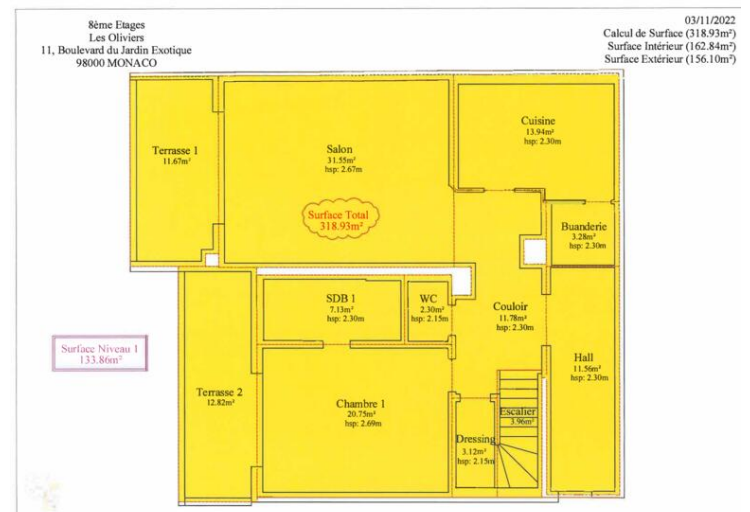 8ème Etages
Les Oliviers
11, Boulevard du Jardin Exotique
98000 MONACO
03/11/2022
Calcul de Surface (318.93m²)
Surface Intérieur (162.84m²)
Surface Extérieur (156.10m²)
Terrasse 1
11.67m²
Salon
31.55m²
hsp: 2.67m
Surface Total
318.93m²
Cuisine
13.94m²
hsp: 2.30m
Buanderie
3.28m²
hsp: 2.30m
SDB 1
7.13m²
hsp: 2.30m
WC
2.30m²
hsp: 2.15m
Couloir
11.78m²
hsp: 2.30m
Hall
11.56m²
hsp: 2.30m
Surface Niveau 1
133.86m²
Terrasse 2
12.82m²
Chambre 1
20.75m²
hsp: 2.69m
Escalier
3.96m²
Dressing
3.12m²
hsp: 2.15m